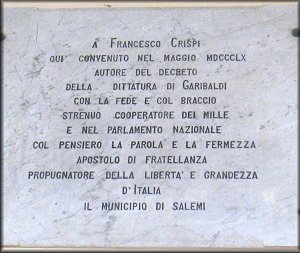 A FRANCESCO CRISPI
QUI' CONVENUTO NEL MAGGIO MDCCCLX
AUTORE DEL DECRETO
DELLA DITTATURA DI GARIBALDI
CON LA FEDE E COL BRACCIO
STRENUO COOPERATORE DEI MILLE
E NEL PARLAMENTO NAZIONALE
COL PENSIERO LA PAROLA E LA FERMEZZA
APOSTOLO DI FRATELLANZA
PROPUGNATORE DELLA LIBERTA' E GRANDEZZA
D'ITALIA
IL MUNICIPIO DI SALEMI